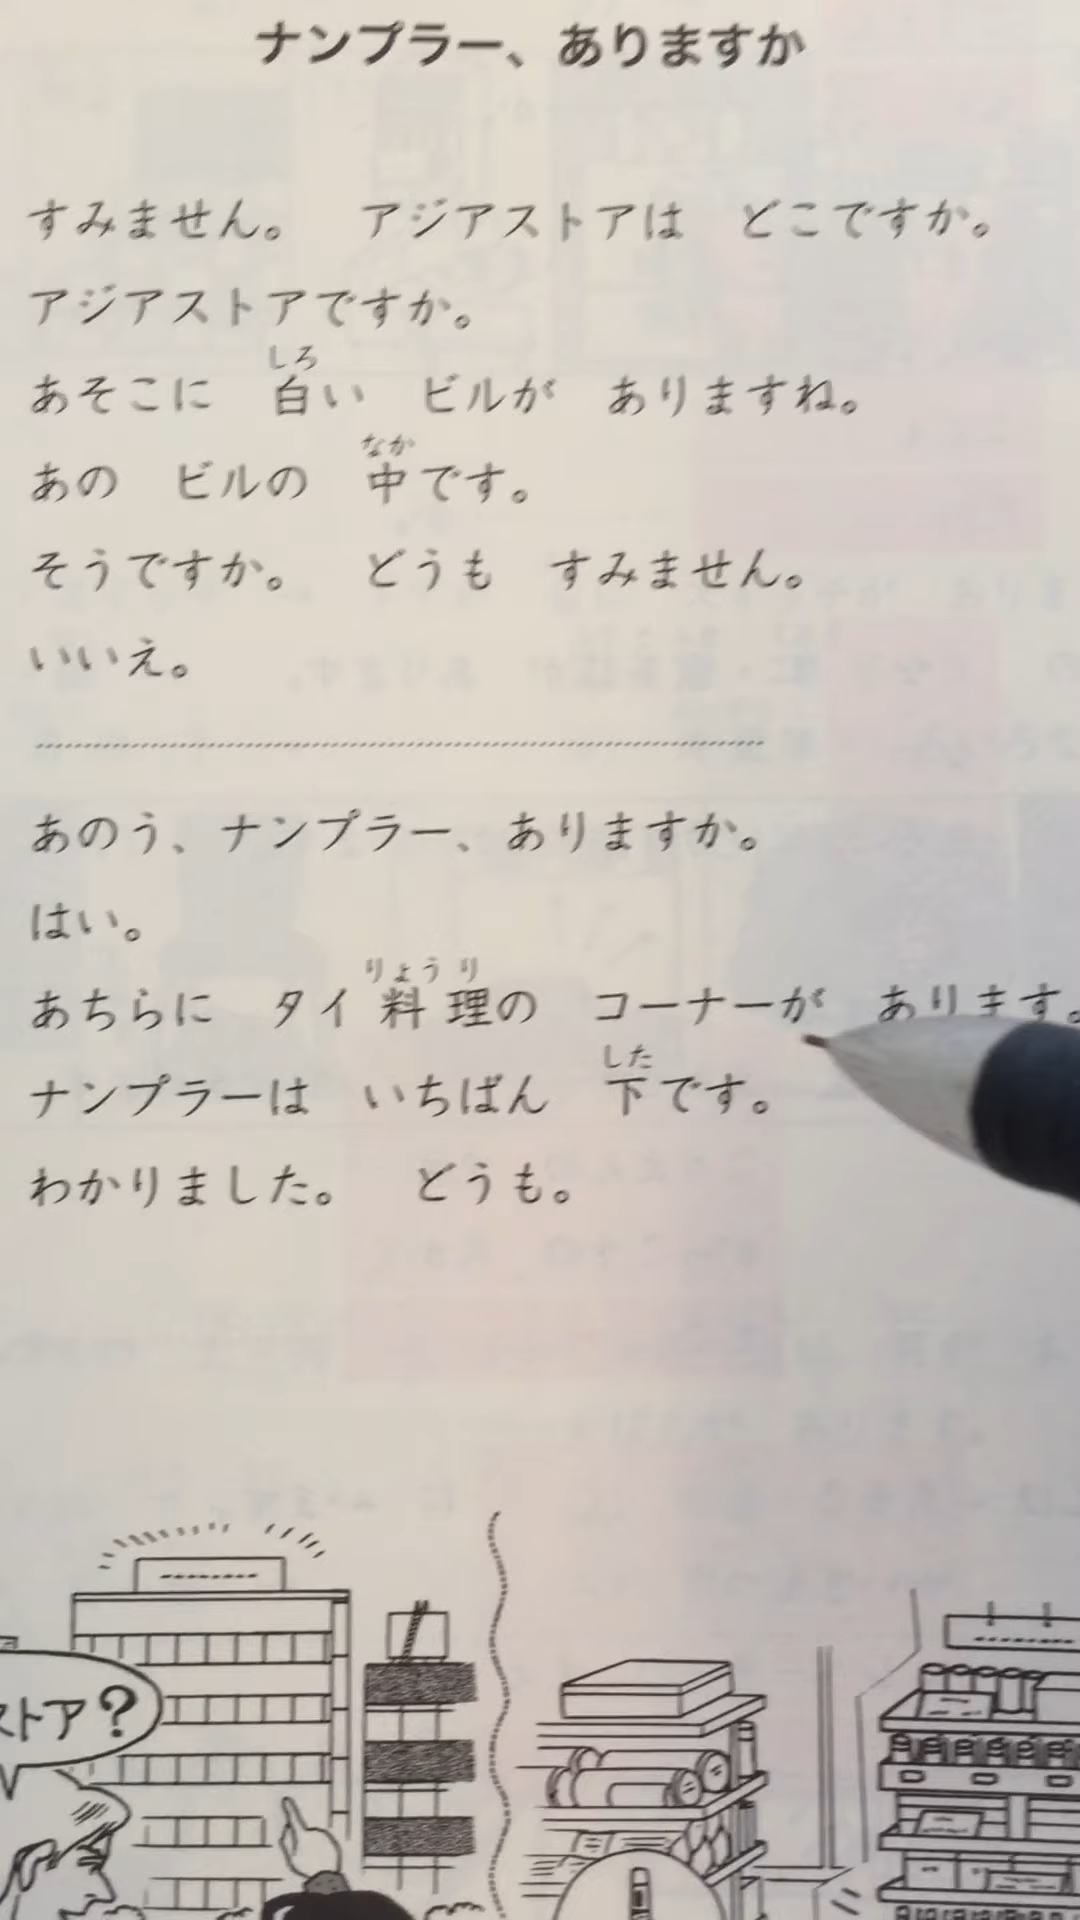 ナンプラー、ありますか
すみません。 アジアストアは どこですか。
アジアストアですか。
あそこに 白い ビルが ありますね。
しろ
あの ビルの 中です。
なか
そうですか。 どうも すみません。
いいえ。
あのう、ナンプラー、ありますか。
はい。
あちらに タイ料理の コーナーが あります。
りょうり
ナンプラーは いちばん 下です。
した
わかりました。 どうも。
ストア?